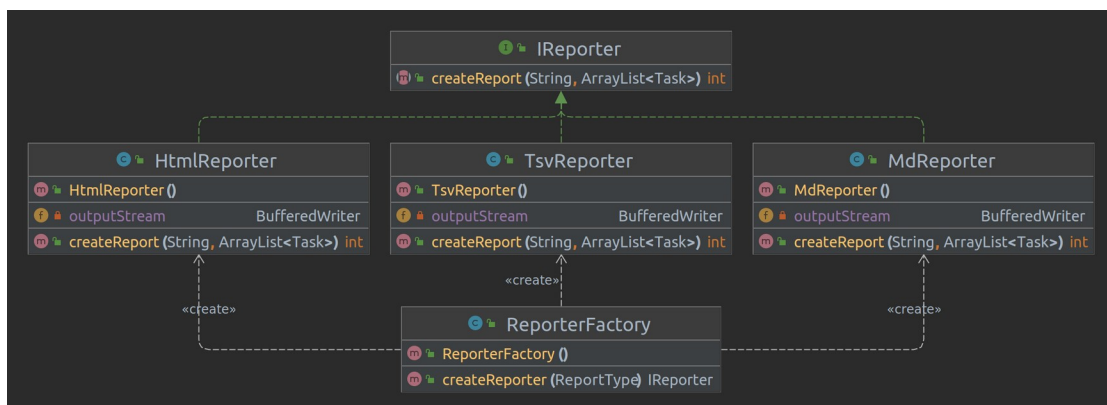 IReporter
createReport(String, ArrayList<Task>) int
HtmlReporter
HtmlReporter()
outputStream BufferedWriter
createReport(String, ArrayList<Task>) int
TsvReporter
TsvReporter()
outputStream BufferedWriter
createReport(String, ArrayList<Task>) int
MdReporter
MdReporter()
outputStream BufferedWriter
createReport(String, ArrayList<Task>) int
«create»
«create»
«create»
ReporterFactory
ReporterFactory()
createReporter(ReportType) IReporter